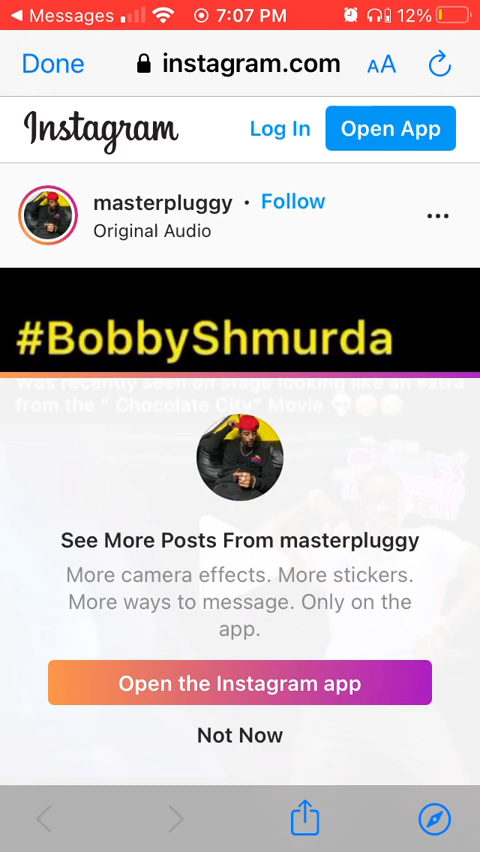 Messages 7:07 PM 12%
Done instagram.com AA
Instagram Log In Open App
masterpluggy • Follow
Original Audio
#BobbyShmurda
Was recently seen on stage looking like an extra
from the " Chocolate City" Movie 
See More Posts From masterpluggy
More camera effects. More stickers.
More ways to message. Only on the
app.
Open the Instagram app
Not Now